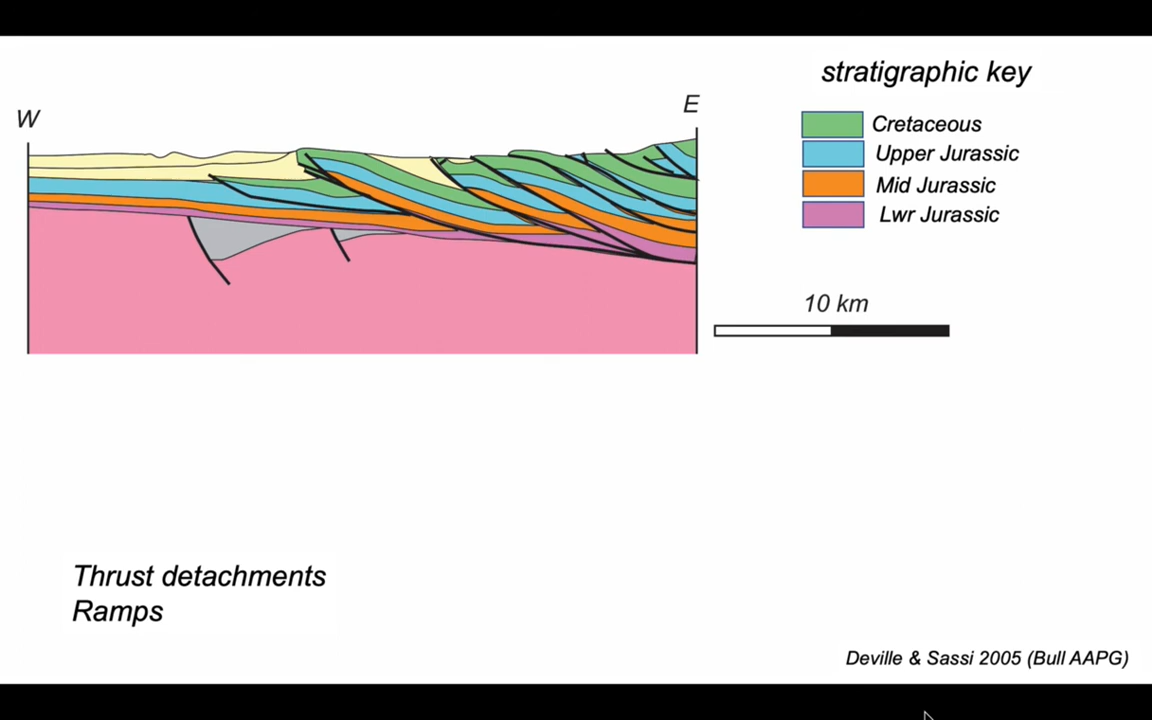 stratigraphic key
W
E
Cretaceous
Upper Jurassic
Mid Jurassic
Lwr Jurassic
10 km
Thrust detachments
Ramps
Deville & Sassi 2005 (Bull AAPG)